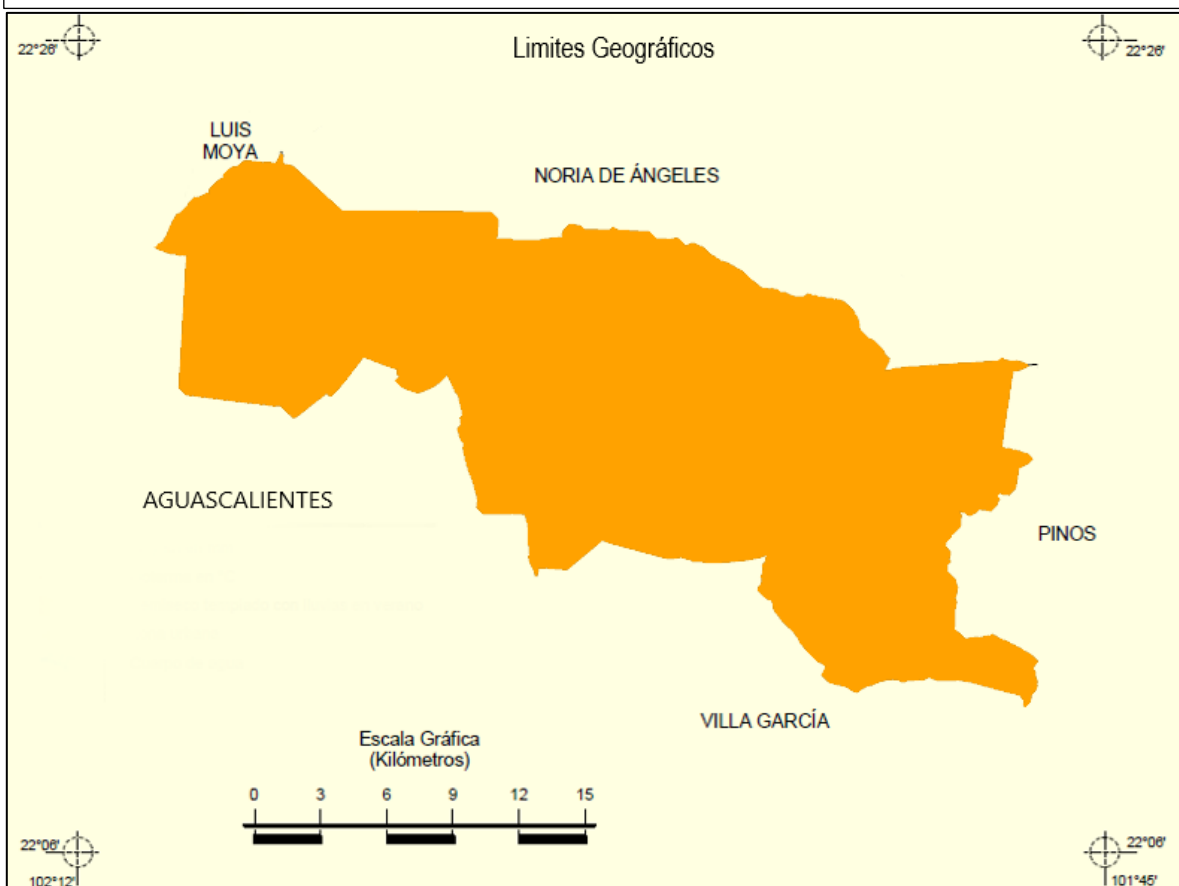 Limites Geográficos
22°26'
22°26'
LUIS
MOYA
NORIA DE ÁNGELES
AGUASCALIENTES
PINOS
VILLA GARCÍA
Escala Gráfica
(Kilómetros)
0 3 6 9 12 15
22°06'
22°06'
102°12'
101°45'